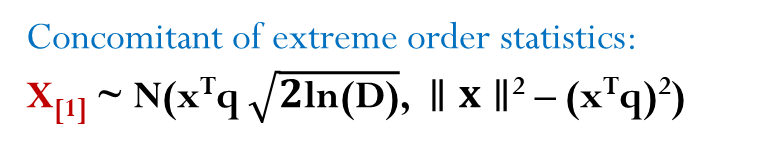 Concomitant of extreme order statistics:
X[1] ~ N(xᵀq √2ln(D), ‖ x ‖² – (xᵀq)²)